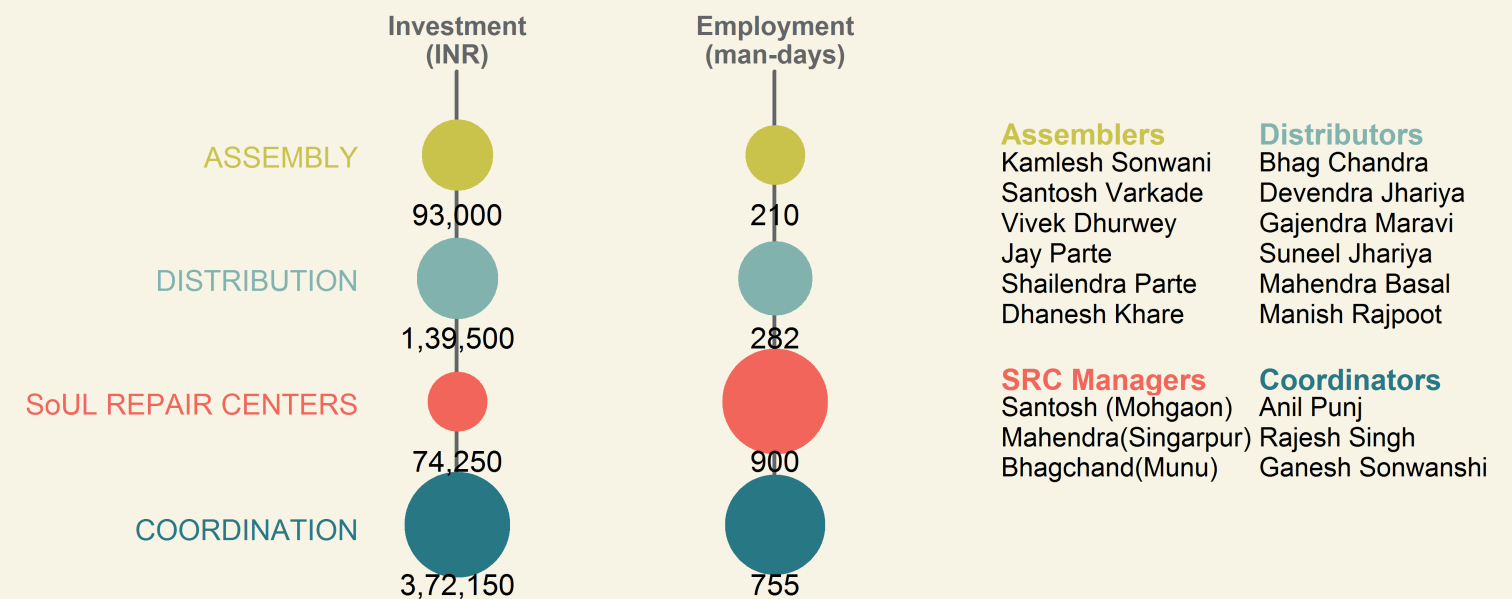 Investment
(INR)
Employment
(man-days)
ASSEMBLY
93,000
210
DISTRIBUTION
1,39,500
282
SoUL REPAIR CENTERS
74,250
900
COORDINATION
3,72,150
755
Assemblers
Kamlesh Sonwani
Santosh Varkade
Vivek Dhurwey
Jay Parte
Shailendra Parte
Dhanesh Khare
Distributors
Bhag Chandra
Devendra Jhariya
Gajendra Maravi
Suneel Jhariya
Mahendra Basal
Manish Rajpoot
SRC Managers
Santosh (Mohgaon)
Mahendra(Singarpur)
Bhagchand(Munu)
Coordinators
Anil Punj
Rajesh Singh
Ganesh Sonwanshi